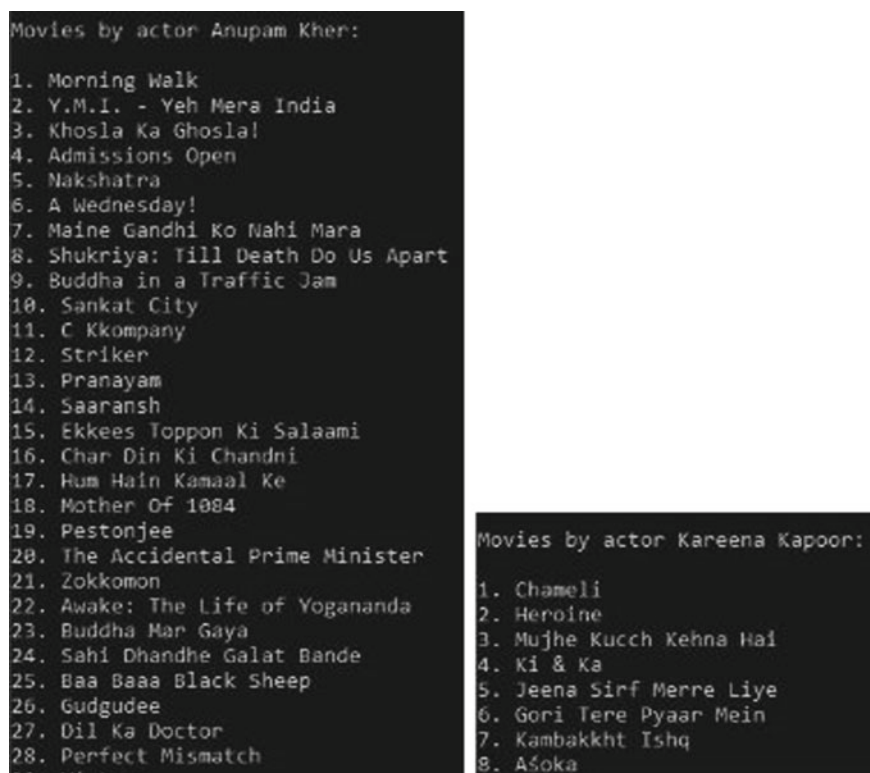 Movies by actor Anupam Kher:
1. Morning Walk
2. Y.M.I. - Yeh Mera India
3. Khosla Ka Ghosla!
4. Admissions Open
5. Nakshatra
6. A Wednesday!
7. Maine Gandhi Ko Nahi Mara
8. Shukriya: Till Death Do Us Apart
9. Buddha in a Traffic Jam
10. Sankat City
11. C Kkompany
12. Striker
13. Pranayam
14. Saaransh
15. Ekkees Toppon Ki Salaami
16. Char Din Ki Chandni
17. Hum Hain Kamaal Ke
18. Mother Of 1084
19. Pestonjee
20. The Accidental Prime Minister
21. Zokkomon
22. Awake: The Life of Yogananda
23. Buddha Mar Gaya
24. Sahi Dhandhe Galat Bande
25. Baa Baaa Black Sheep
26. Gudgudee
27. Dil Ka Doctor
28. Perfect Mismatch
Movies by actor Kareena Kapoor:
1. Chameli
2. Heroine
3. Mujhe Kucch Kehna Hai
4. Ki & Ka
5. Jeena Sirf Merre Liye
6. Gori Tere Pyaar Mein
7. Kambakkht Ishq
8. Aśoka